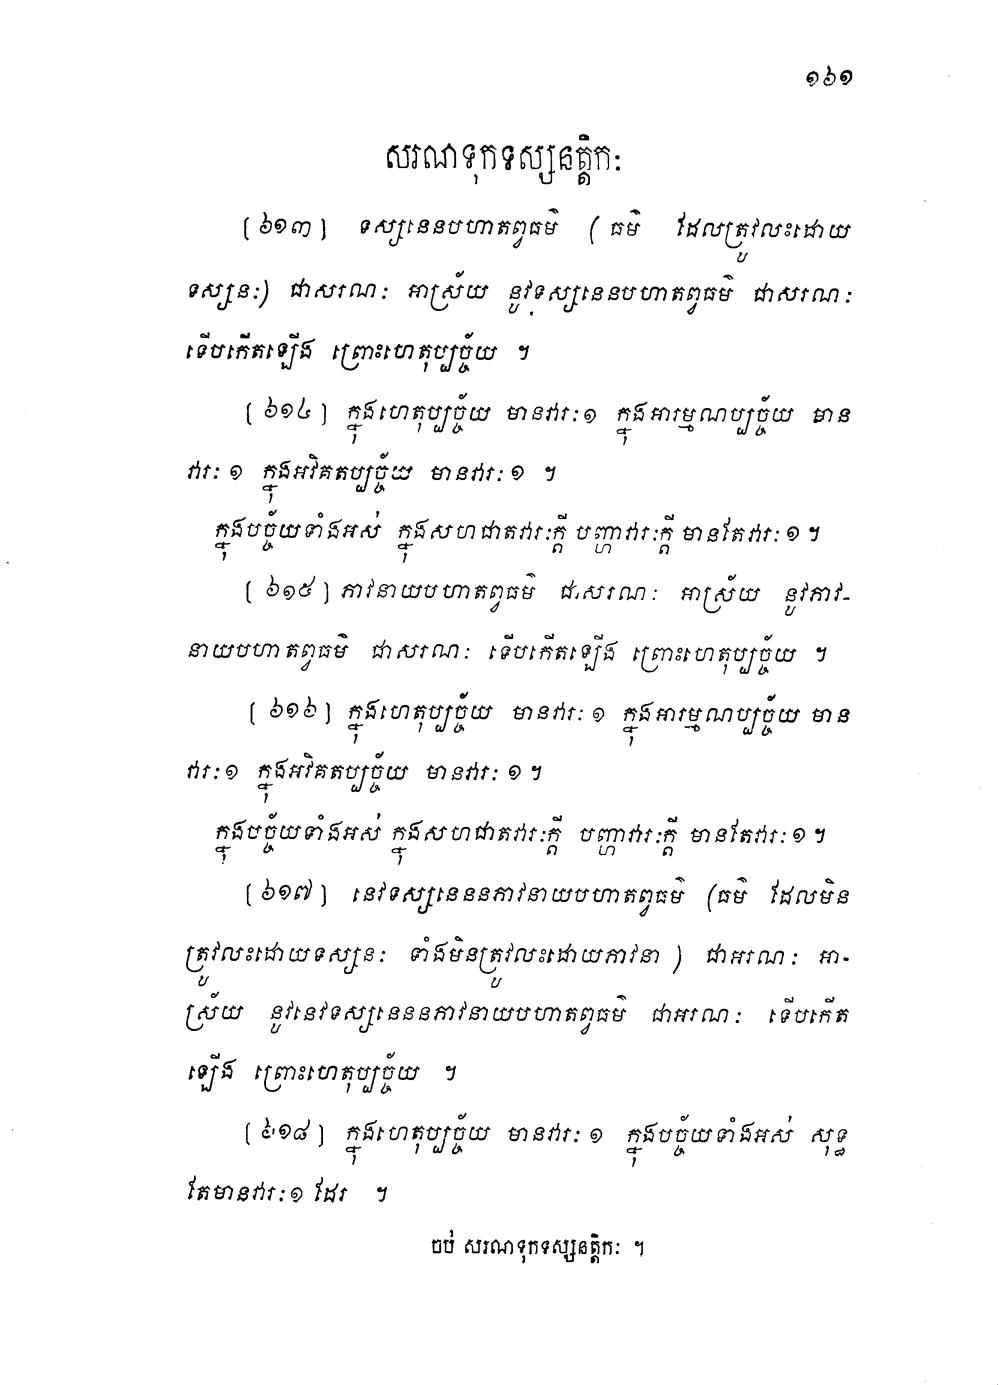 ១៦១
សរណទុកទស្សនត្តិកៈ
[៦១៣] ទស្សនេនបហាតព្វធម៌ (ធម៌ ដែលត្រូវលះដោយ
ទស្សនៈ) ជាសរណៈ អាស្រ័យ នូវទស្សនេនបហាតព្វធម៌ ជាសរណៈ
ទើបកើតឡើង ព្រោះហេតុប្បច្ច័យ ។
[៦១៤] ក្នុងហេតុប្បច្ច័យ មានវារៈ១ ក្នុងអារម្មណប្បច្ច័យ មាន
វារៈ ១ ក្នុងអវិគតប្បច្ច័យ មានវារៈ ១ ។
ក្នុងបច្ច័យទាំងអស់ ក្នុងសហជាតវារៈក្តី បញ្ហាវារៈក្តី មានតែវារៈ ១ ។
[៦១៥] ភាវនាយបហាតព្វធម៌ ជាសរណៈ អាស្រ័យ នូវភាវ-
នាយបហាតព្វធម៌ ជាសរណៈ ទើបកើតឡើង ព្រោះហេតុប្បច្ច័យ ។
[៦១៦] ក្នុងហេតុប្បច្ច័យ មានវារៈ ១ ក្នុងអារម្មណប្បច្ច័យ មាន
វារៈ១ ក្នុងអវិគតប្បច្ច័យ មានវារៈ ១ ។
ក្នុងបច្ច័យទាំងអស់ ក្នុងសហជាតវារៈក្តី បញ្ហាវារៈក្តី មានតែវារៈ ១ ។
[៦១៧] នេវទស្សនេននភាវនាយបហាតព្វធម៌ (ធម៌ ដែលមិន
ត្រូវលះដោយទស្សនៈ ទាំងមិនត្រូវលះដោយភាវនា) ជាអរណៈ អា-
ស្រ័យ នូវនេវទស្សនេននភាវនាយបហាតព្វធម៌ ជាអរណៈ ទើបកើត
ឡើង ព្រោះហេតុប្បច្ច័យ ។
[៦១៨] ក្នុងហេតុប្បច្ច័យ មានវារៈ ១ ក្នុងបច្ច័យទាំងអស់ សុទ្ធ
តែមានវារៈ១ ដែរ ។
ចប់ សរណទុកទស្សនត្តិកៈ ។